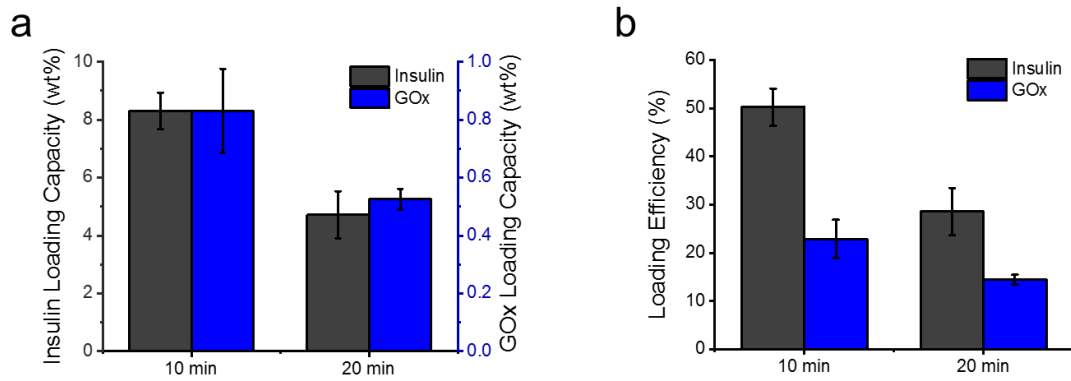 a
Insulin Loading Capacity (wt%)
10
8
6
4
2
0
Insulin
GOx
1.0
0.8
0.6
0.4
0.2
0.0
GOx Loading Capacity (wt%)
10 min
20 min
b
Loading Efficiency (%)
60
50
40
30
20
10
0
Insulin
GOx
10 min
20 min